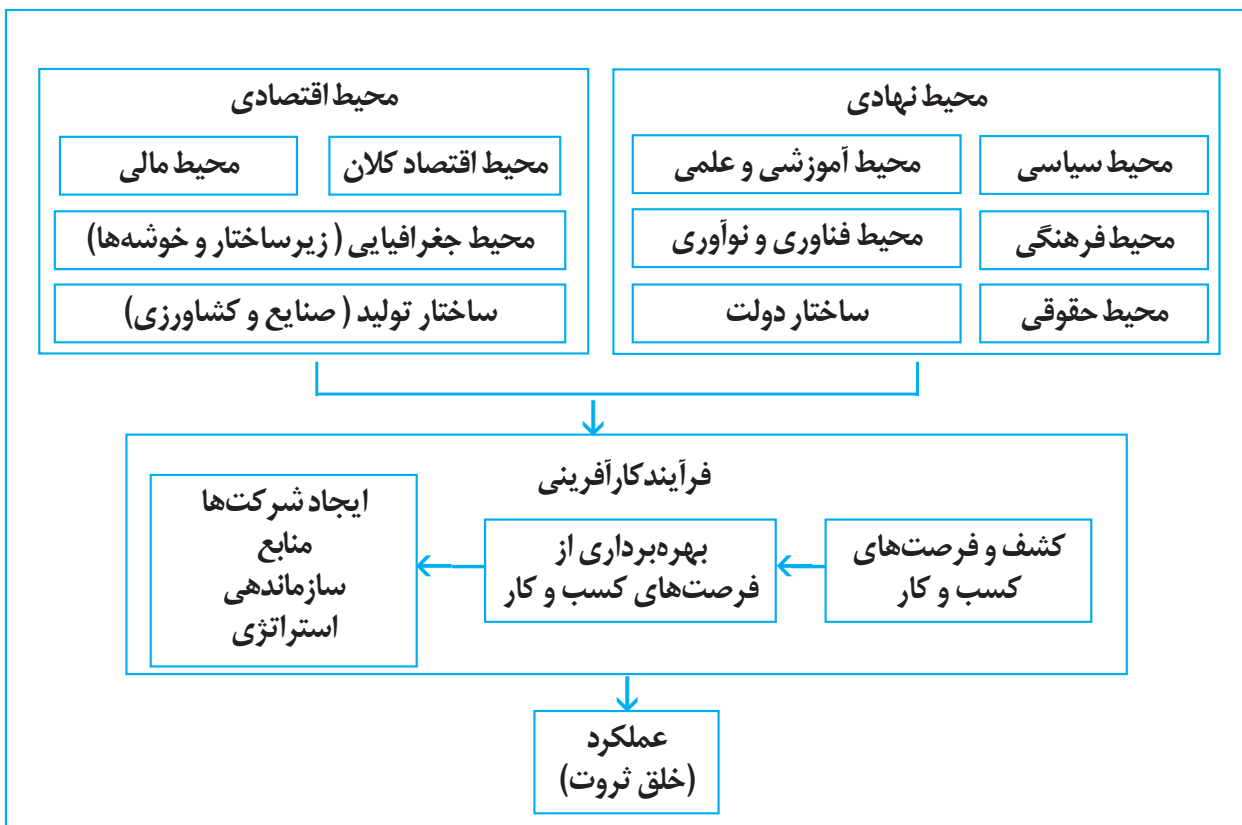 محیط نهادی
محیط سیاسی
محیط آموزشی و علمی
محیط فرهنگی
محیط فناوری و نوآوری
محیط حقوقی
ساختار دولت
محیط اقتصادی
محیط اقتصاد کلان
محیط مالی
محیط جغرافیایی (زیرساختار و خوشه‌ها)
ساختار تولید (صنایع و کشاورزی)
فرآیند کارآفرینی
کشف و فرصت‌های
کسب و کار
بهره‌برداری از
فرصت‌های کسب و کار
ایجاد شرکت‌ها
منابع
سازماندهی
استراتژی
عملکرد
(خلق ثروت)